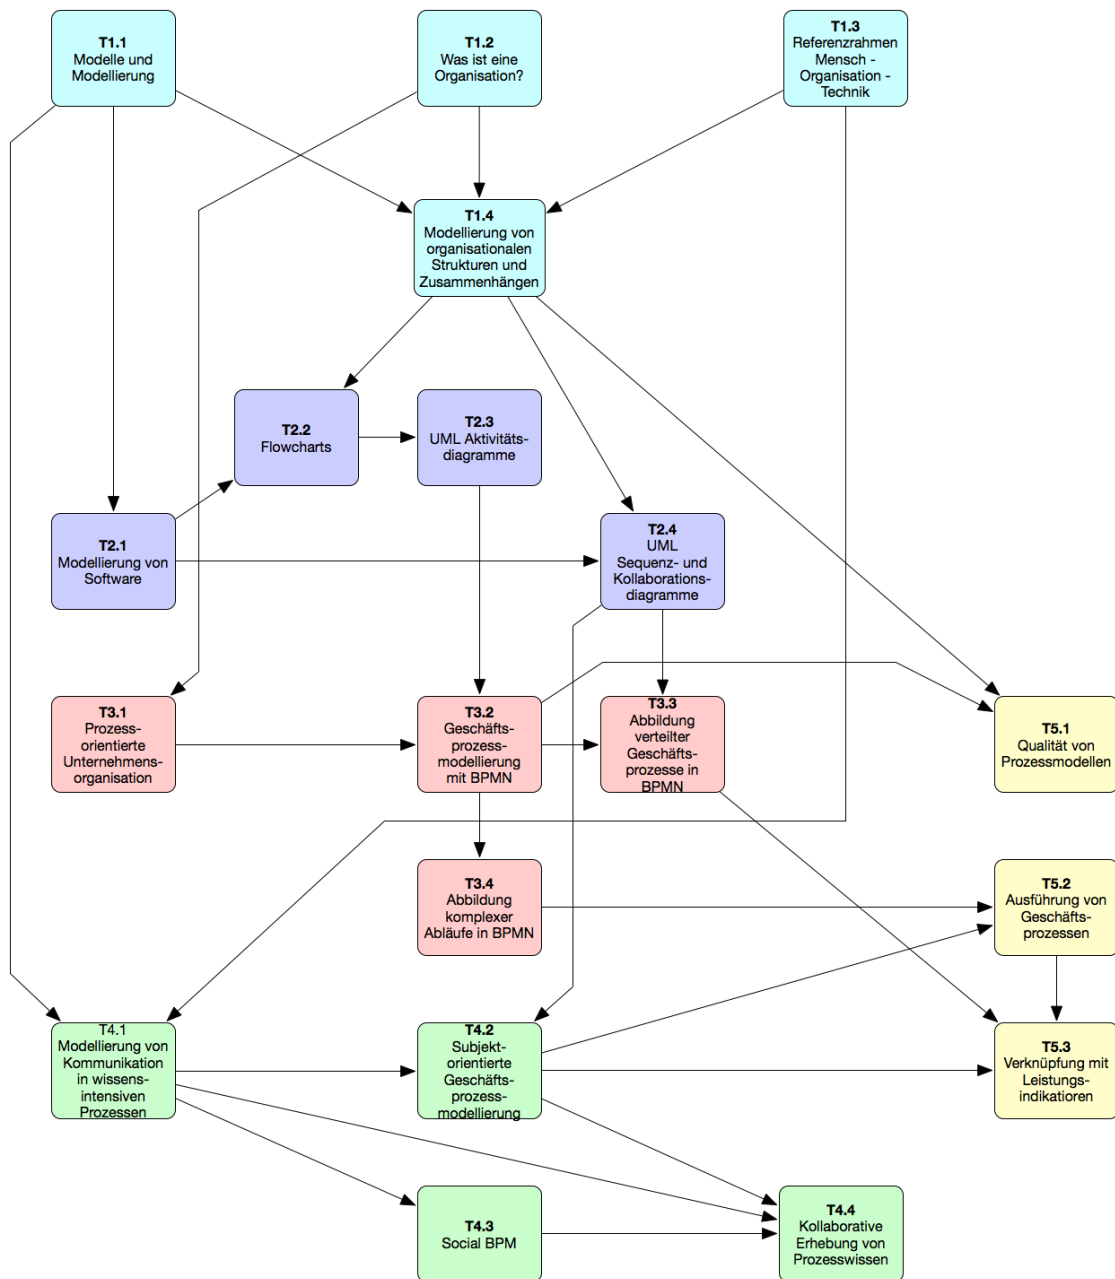 T1.1
Modelle und
Modellierung
T1.2
Was ist eine
Organisation?
T1.3
Referenzrahmen
Mensch -
Organisation -
Technik
T1.4
Modellierung von
organisationalen
Strukturen und
Zusammenhängen
T2.2
Flowcharts
T2.3
UML Aktivitäts-
diagramme
T2.1
Modellierung von
Software
T2.4
UML
Sequenz- und
Kollaborations-
diagramme
T3.1
Prozess-
orientierte
Unternehmens-
organisation
T3.2
Geschäfts-
prozess-
modellierung
mit BPMN
T3.3
Abbildung
verteilter
Geschäfts-
prozesse in
BPMN
T5.1
Qualität von
Prozessmodellen
T3.4
Abbildung
komplexer
Abläufe in BPMN
T5.2
Ausführung von
Geschäfts-
prozessen
T4.1
Modellierung von
Kommunikation
in wissens-
intensiven
Prozessen
T4.2
Subjekt-
orientierte
Geschäfts-
prozess-
modellierung
T5.3
Verknüpfung mit
Leistungs-
indikatioren
T4.3
Social BPM
T4.4
Kollaborative
Erhebung von
Prozesswissen